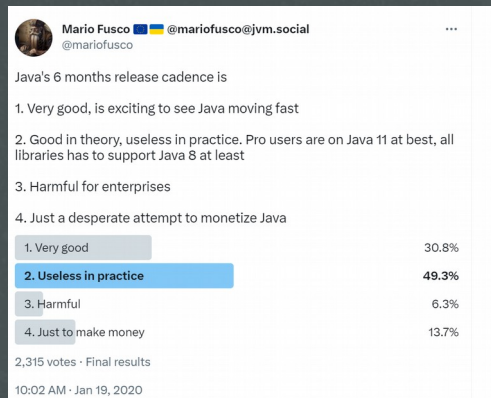 Mario Fusco 🇪🇺🇺🇦 @mariofusco@jvm.social
@mariofusco
Java's 6 months release cadence is
1. Very good, is exciting to see Java moving fast
2. Good in theory, useless in practice. Pro users are on Java 11 at best, all
libraries has to support Java 8 at least
3. Harmful for enterprises
4. Just a desperate attempt to monetize Java
1. Very good 30.8%
2. Useless in practice 49.3%
3. Harmful 6.3%
4. Just to make money 13.7%
2,315 votes · Final results
10:02 AM · Jan 19, 2020